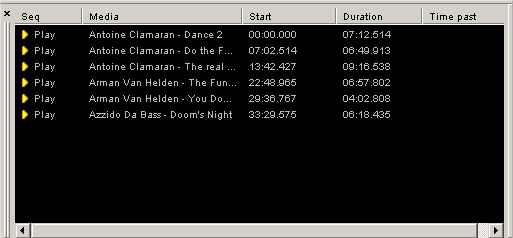 Seq Media Start Duration Time past
Play Antoine Clamaran - Dance 2 00:00.000 07:12.514
Play Antoine Clamaran - Do the F... 07:02.514 06:49.913
Play Antoine Clamaran - The real ... 13:42.427 09:16.538
Play Arman Van Helden - The Fun... 22:48.965 06:57.802
Play Arman Van Helden - You Do... 29:36.767 04:02.808
Play Azzido Da Bass - Doom's Night 33:29.575 06:18.435